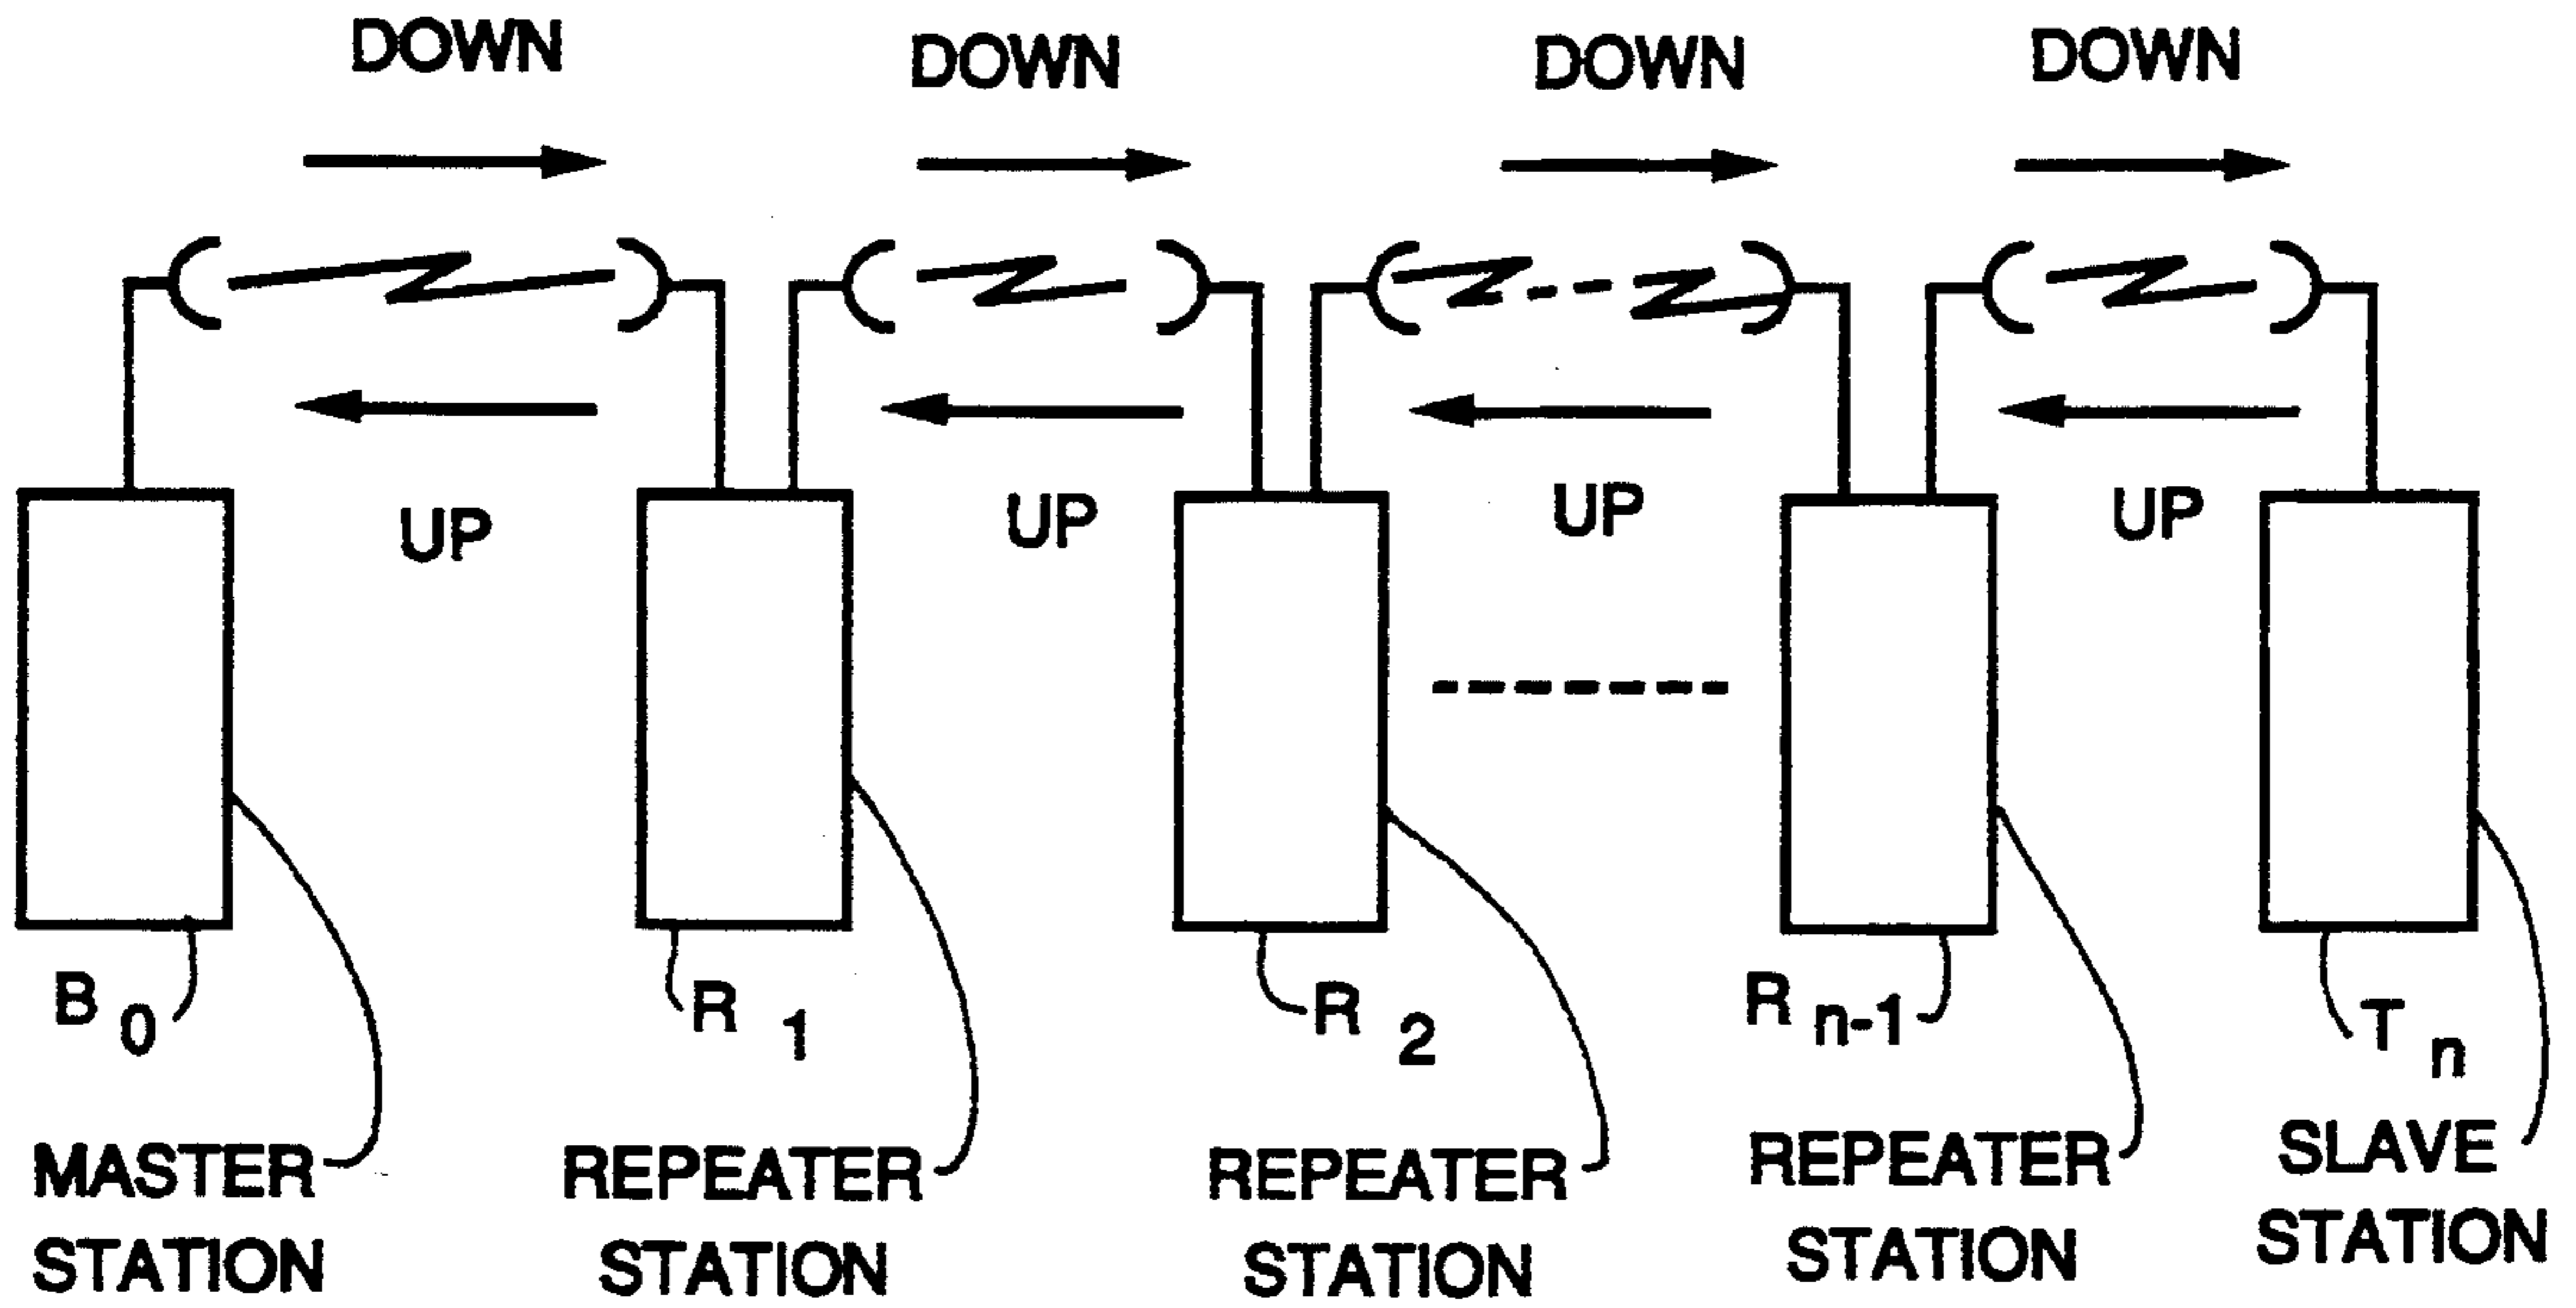 DOWN DOWN DOWN DOWN
UP UP UP UP
B 0 R 1 R 2 R n-1 T n
MASTER STATION
REPEATER STATION
REPEATER STATION
REPEATER STATION
SLAVE STATION